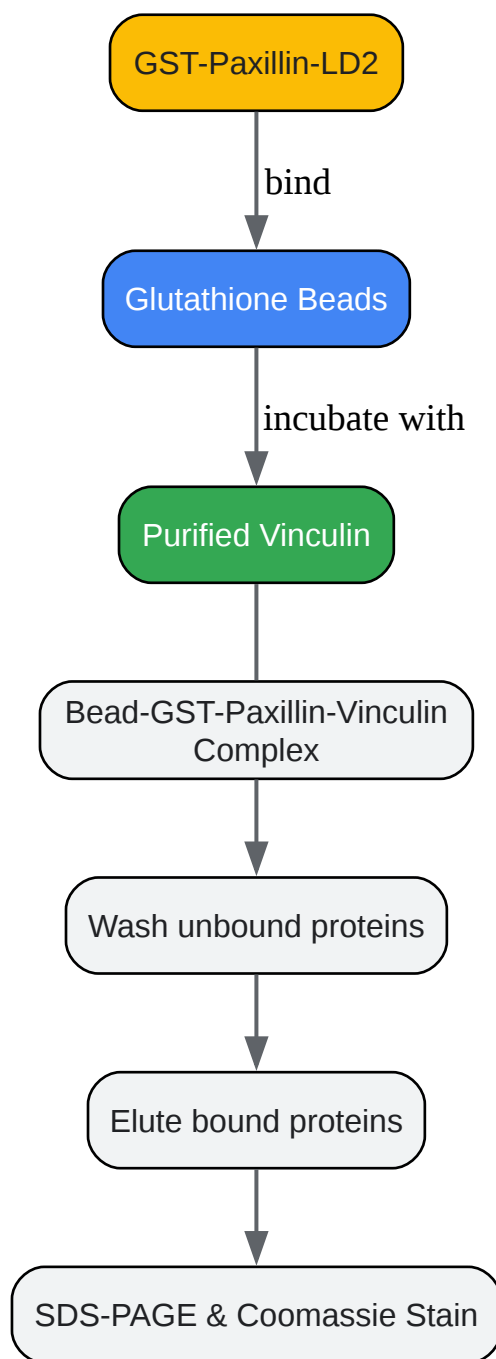 GST-Paxillin-LD2
bind
Glutathione Beads
incubate with
Purified Vinculin
Bead-GST-Paxillin-Vinculin
Complex
Wash unbound proteins
Elute bound proteins
SDS-PAGE & Coomassie Stain